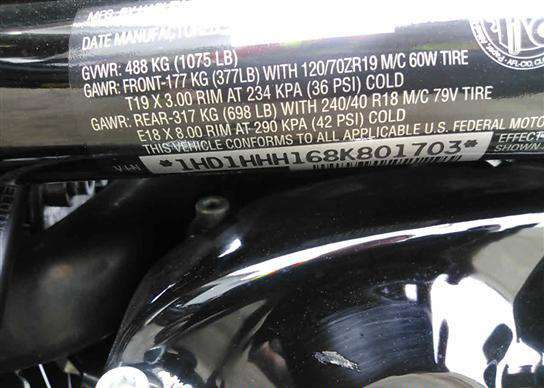 DATE MANUFACTURED
GVWR: 488 KG (1075 LB)
GAWR: FRONT-177 KG (377LB) WITH 120/70ZR19 M/C 60W TIRE
T19 X 3.00 RIM AT 234 KPA (36 PSI) COLD
GAWR: REAR-317 KG (698 LB) WITH 240/40 R18 M/C 79V TIRE
E18 X 8.00 RIM AT 290 KPA (42 PSI) COLD
THIS VEHICLE CONFORMS TO ALL APPLICABLE U.S. FEDERAL MOTOR
EFFECT
SHOWN
VIN *1HD1HHH168K801703*